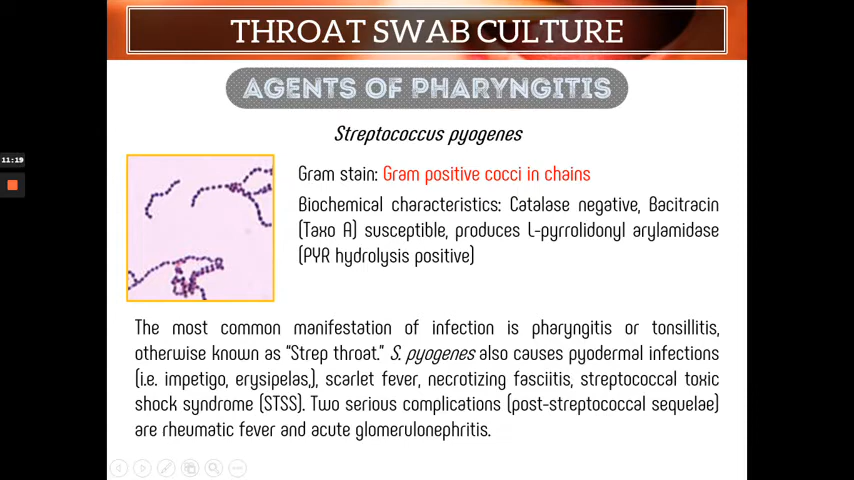 THROAT SWAB CULTURE
AGENTS OF PHARYNGITIS
Streptococcus pyogenes
11:19
Gram stain: Gram positive cocci in chains
Biochemical characteristics: Catalase negative, Bacitracin
(Taxo A) susceptible, produces L-pyrrolidonyl arylamidase
(PYR hydrolysis positive)
The most common manifestation of infection is pharyngitis or tonsillitis,
otherwise known as “Strep throat.” S. pyogenes also causes pyodermal infections
(i.e. impetigo, erysipelas,), scarlet fever, necrotizing fasciitis, streptococcal toxic
shock syndrome (STSS). Two serious complications (post-streptococcal sequelae)
are rheumatic fever and acute glomerulonephritis.